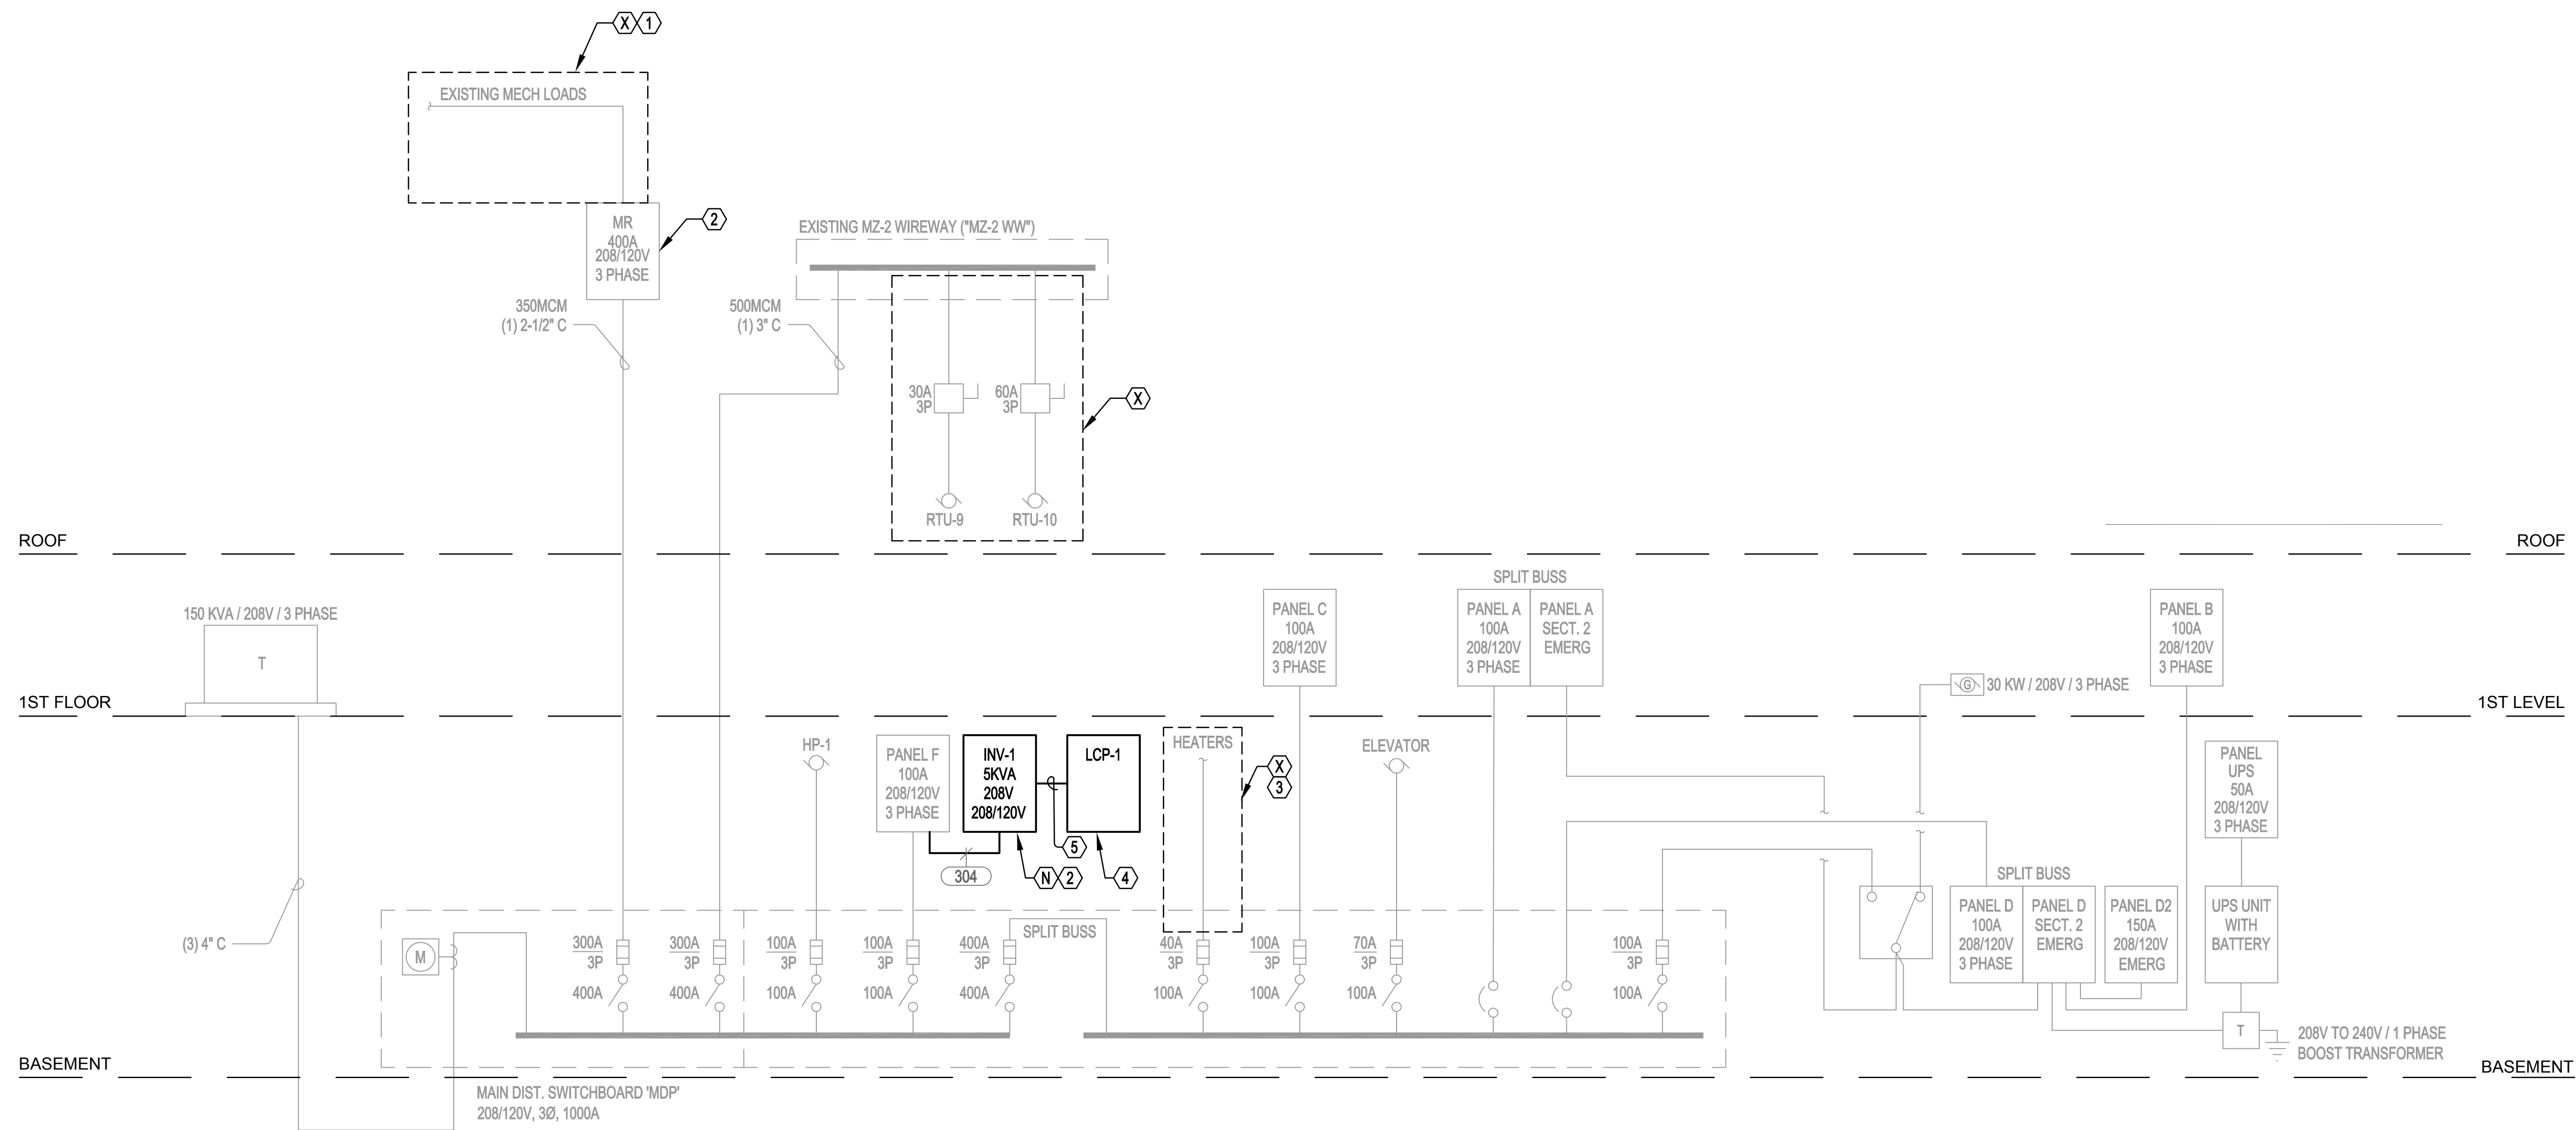 X 1
EXISTING MECH LOADS
MR
400A
208/120V
3 PHASE
2
EXISTING MZ-2 WIREWAY ("MZ-2 WW")
350MCM
(1) 2-1/2" C
500MCM
(1) 3" C
30A
3P
60A
3P
X
RTU-9
RTU-10
ROOF
ROOF
150 KVA / 208V / 3 PHASE
T
PANEL C
100A
208/120V
3 PHASE
SPLIT BUSS
PANEL A
100A
208/120V
3 PHASE
PANEL A
SECT. 2
EMERG
PANEL B
100A
208/120V
3 PHASE
G
30 KW / 208V / 3 PHASE
1ST FLOOR
1ST LEVEL
HP-1
PANEL F
100A
208/120V
3 PHASE
INV-1
5KVA
208V
208/120V
LCP-1
HEATERS
X
3
ELEVATOR
PANEL
UPS
50A
208/120V
3 PHASE
304
N 2
5
4
SPLIT BUSS
PANEL D
100A
208/120V
3 PHASE
PANEL D
SECT. 2
EMERG
PANEL D2
150A
208/120V
EMERG
UPS UNIT
WITH
BATTERY
(3) 4" C
M
300A
3P
400A
300A
3P
400A
100A
3P
100A
100A
3P
100A
400A
3P
400A
SPLIT BUSS
40A
3P
100A
100A
3P
100A
70A
3P
100A
100A
3P
100A
T
208V TO 240V / 1 PHASE
BOOST TRANSFORMER
BASEMENT
BASEMENT
MAIN DIST. SWITCHBOARD 'MDP'
208/120V, 3Ø, 1000A